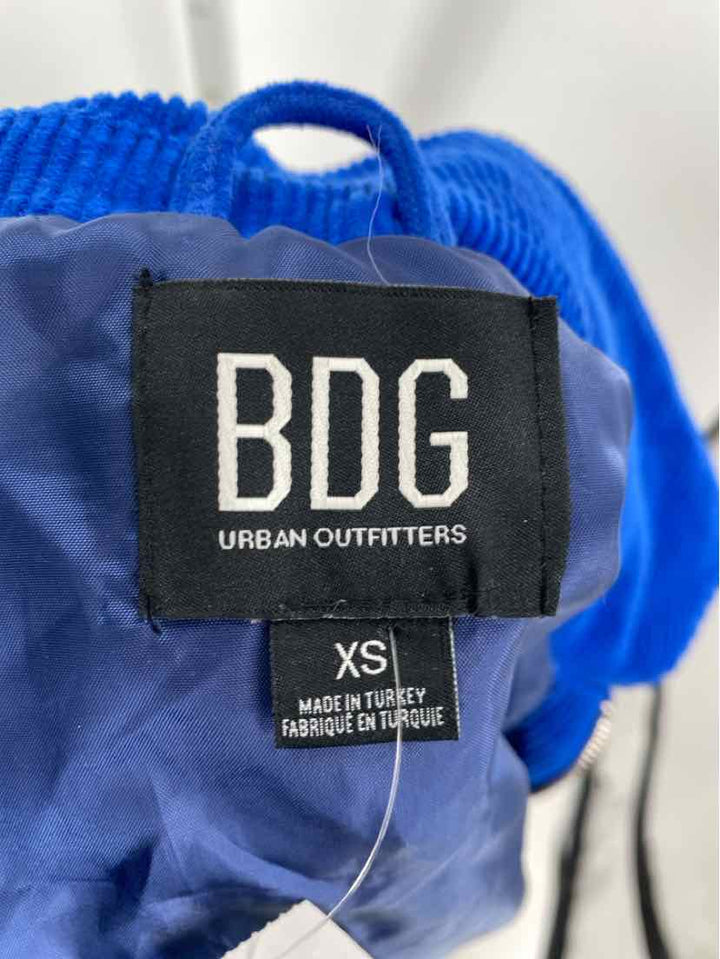 BDG
URBAN OUTFITTERS
XS
MADE IN TURKEY
FABRIQUÉ EN TURQUIE